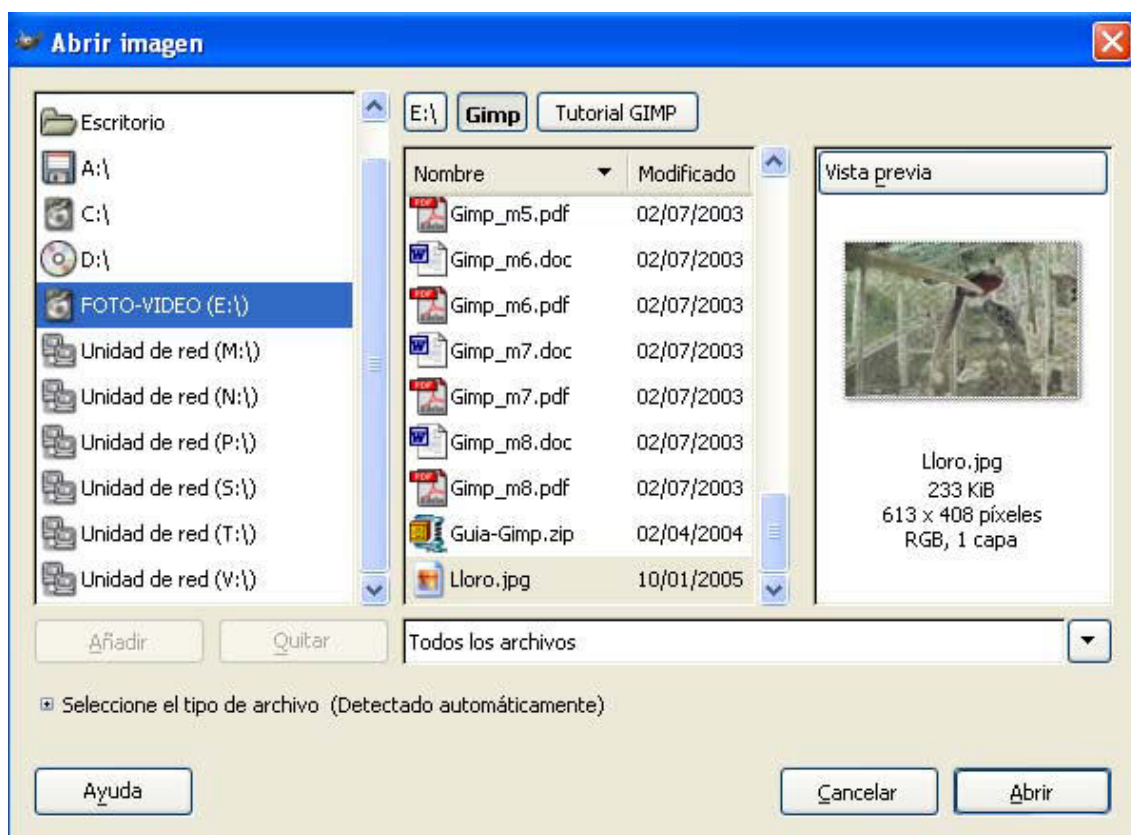 Abrir imagen
Escritorio
A:\
C:\
D:\
FOTO-VIDEO (E:\)
Unidad de red (M:\)
Unidad de red (N:\)
Unidad de red (P:\)
Unidad de red (S:\)
Unidad de red (T:\)
Unidad de red (V:\)
Añadir Quitar
E:\ Gimp Tutorial GIMP
Nombre Modificado
Gimp_m5.pdf 02/07/2003
Gimp_m6.doc 02/07/2003
Gimp_m6.pdf 02/07/2003
Gimp_m7.doc 02/07/2003
Gimp_m7.pdf 02/07/2003
Gimp_m8.doc 02/07/2003
Gimp_m8.pdf 02/07/2003
Guia-Gimp.zip 02/04/2004
Lloro.jpg 10/01/2005
Vista previa
Lloro.jpg
233 KiB
613 x 408 píxeles
RGB, 1 capa
Todos los archivos
Seleccione el tipo de archivo (Detectado automáticamente)
Ayuda Cancelar Abrir